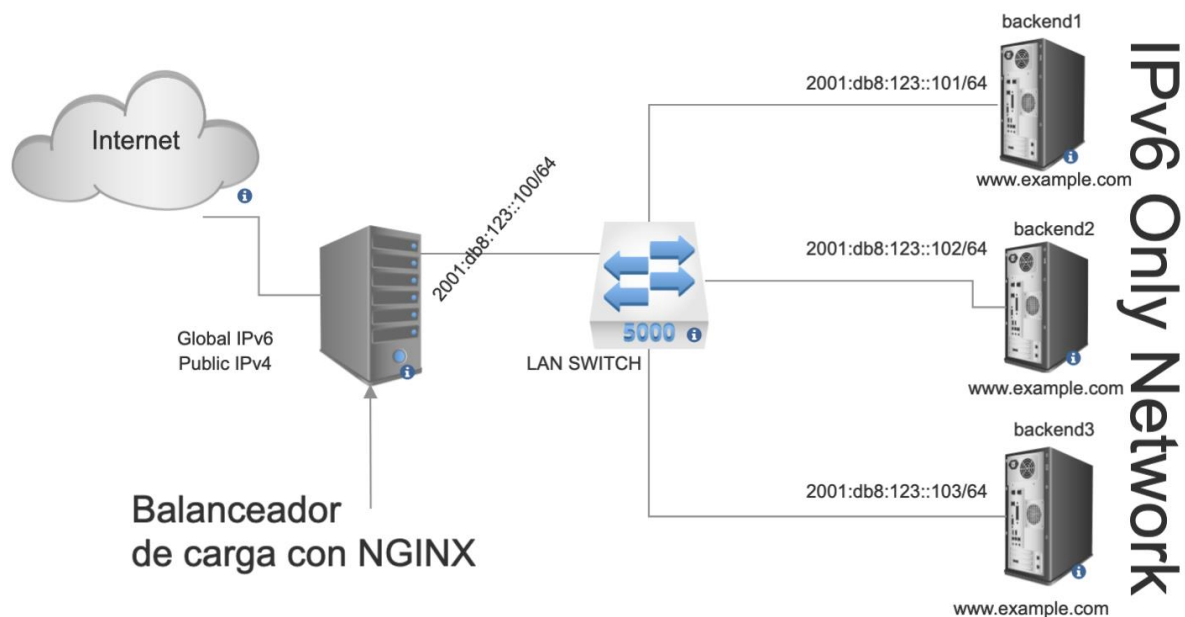 backend1
2001:db8:123::101/64
Internet
www.example.com
2001:db8:123::100/64
backend2
2001:db8:123::102/64
Global IPv6
Public IPv4
5000
LAN SWITCH
www.example.com
backend3
2001:db8:123::103/64
Balanceador
de carga con NGINX
www.example.com
IPv6 Only Network